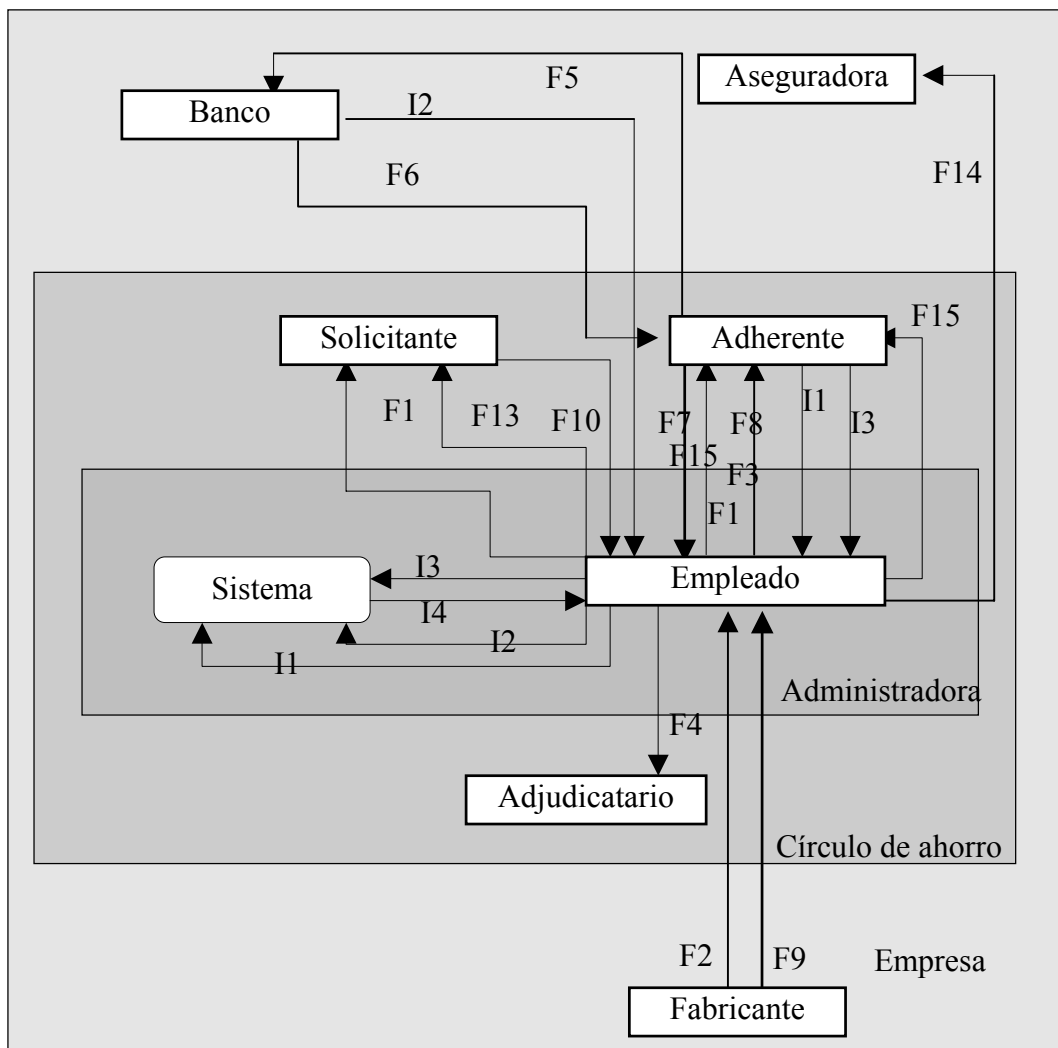 F5
Aseguradora
Banco
I2
F6
F14
Solicitante
Adherente
F15
F1
F13
F10
F7
F8
I1
I3
F15
F3
F1
Sistema
I3
I4
Empleado
I2
I1
Administradora
F4
Adjudicatario
Círculo de ahorro
F2
F9
Empresa
Fabricante